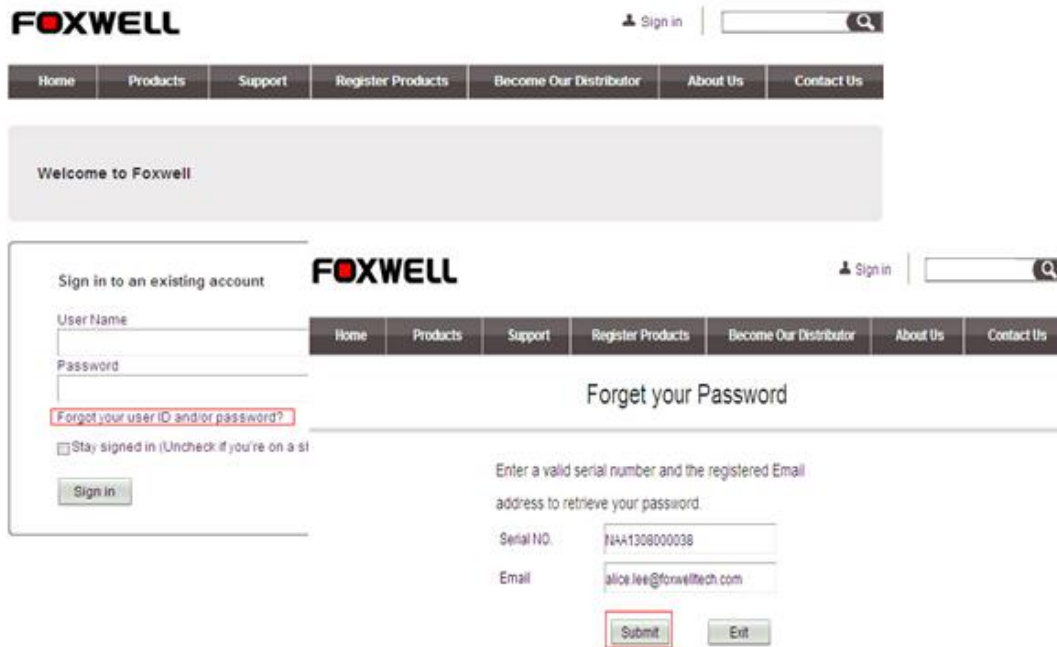 FOXWELL
Sign in
Home Products Support Register Products Become Our Distributor About Us Contact Us
Welcome to Foxwell
Sign in to an existing account
User Name
Password
Forgot your user ID and/or password?
Stay signed in (Uncheck if you're on a
Sign in
FOXWELL
Sign in
Home Products Support Register Products Become Our Distributor About Us Contact Us
Forget your Password
Enter a valid serial number and the registered Email
address to retrieve your password.
Serial NO. NAA1308000038
Email alice.lee@foxwelltech.com
Submit Exit